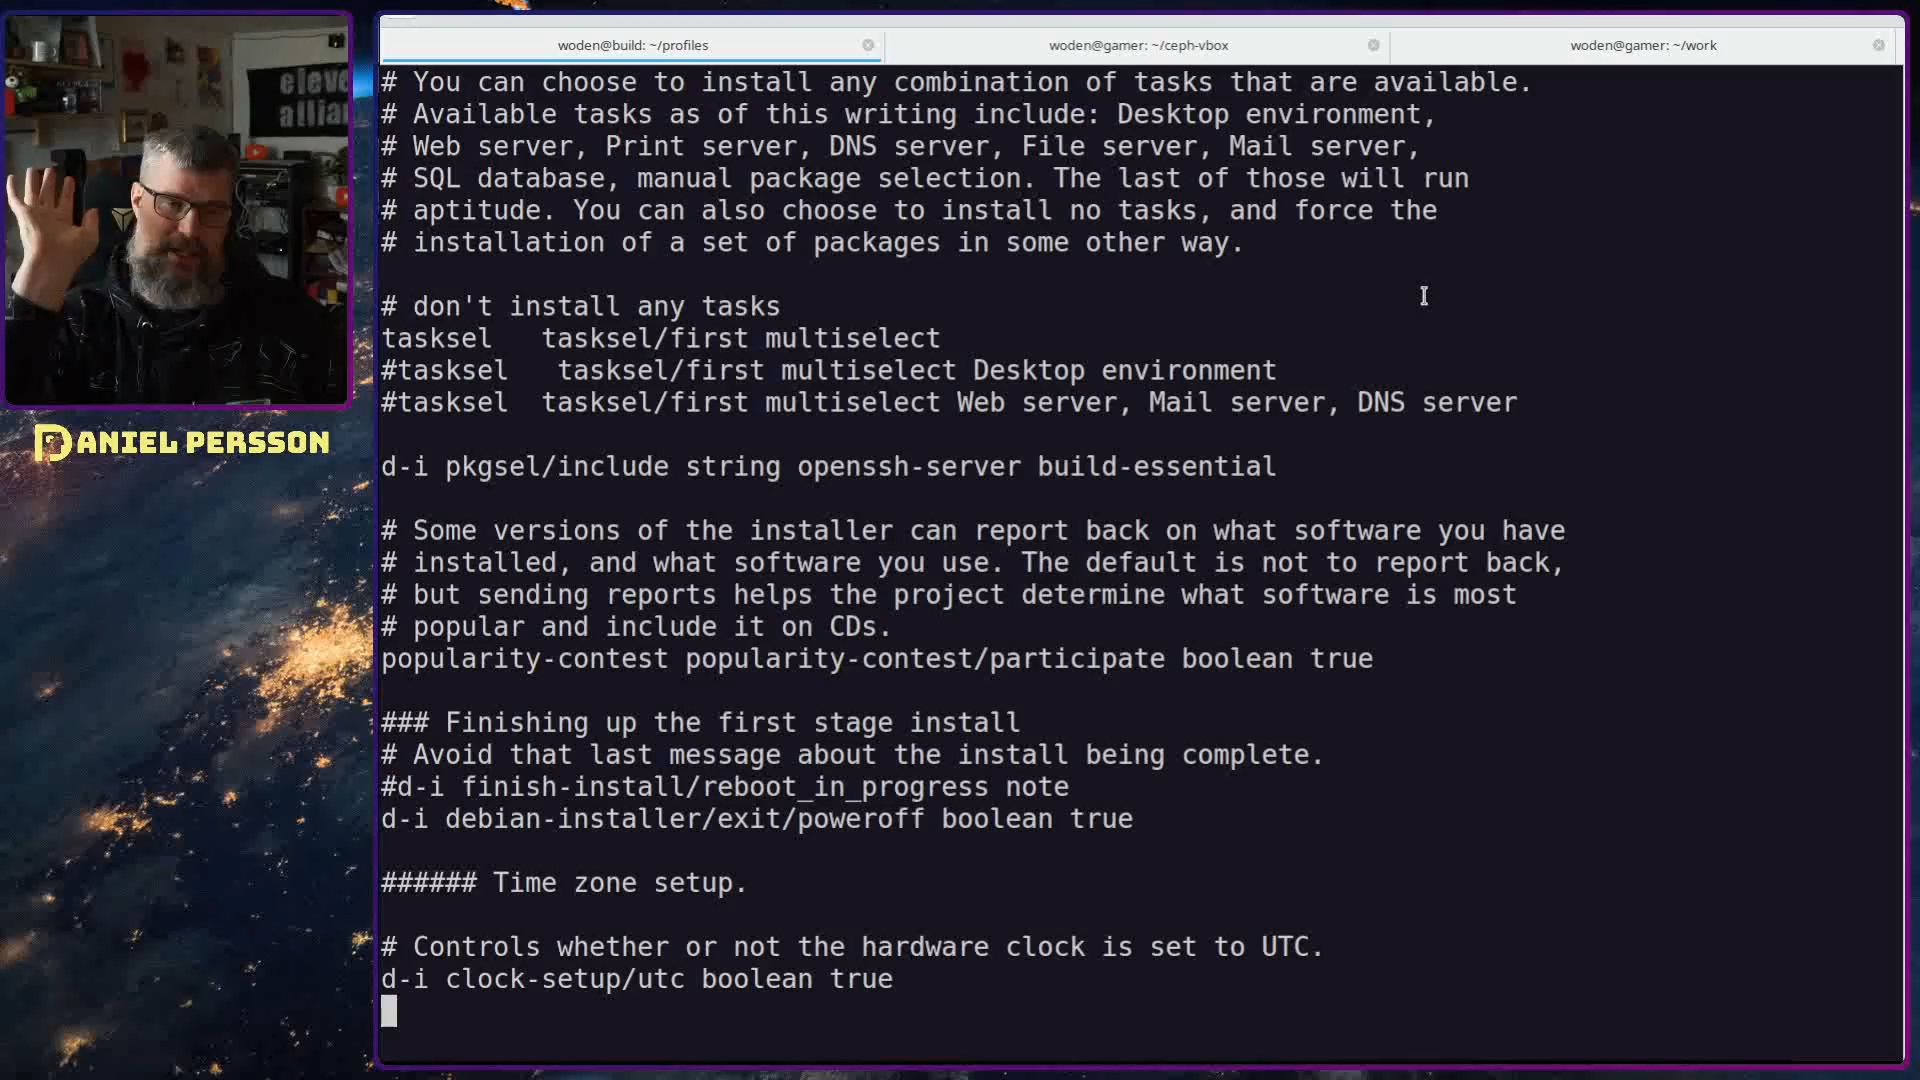 eleve
allian
DANIEL PERSSON
woden@build: ~/profiles
woden@gamer: ~/ceph-vbox
woden@gamer: ~/work
# You can choose to install any combination of tasks that are available.
# Available tasks as of this writing include: Desktop environment,
# Web server, Print server, DNS server, File server, Mail server,
# SQL database, manual package selection. The last of those will run
# aptitude. You can also choose to install no tasks, and force the
# installation of a set of packages in some other way.
# don't install any tasks
tasksel   tasksel/first multiselect
#tasksel   tasksel/first multiselect Desktop environment
#tasksel  tasksel/first multiselect Web server, Mail server, DNS server
d-i pkgsel/include string openssh-server build-essential
# Some versions of the installer can report back on what software you have
# installed, and what software you use. The default is not to report back,
# but sending reports helps the project determine what software is most
# popular and include it on CDs.
popularity-contest popularity-contest/participate boolean true
### Finishing up the first stage install
# Avoid that last message about the install being complete.
#d-i finish-install/reboot_in_progress note
d-i debian-installer/exit/poweroff boolean true
###### Time zone setup.
# Controls whether or not the hardware clock is set to UTC.
d-i clock-setup/utc boolean true